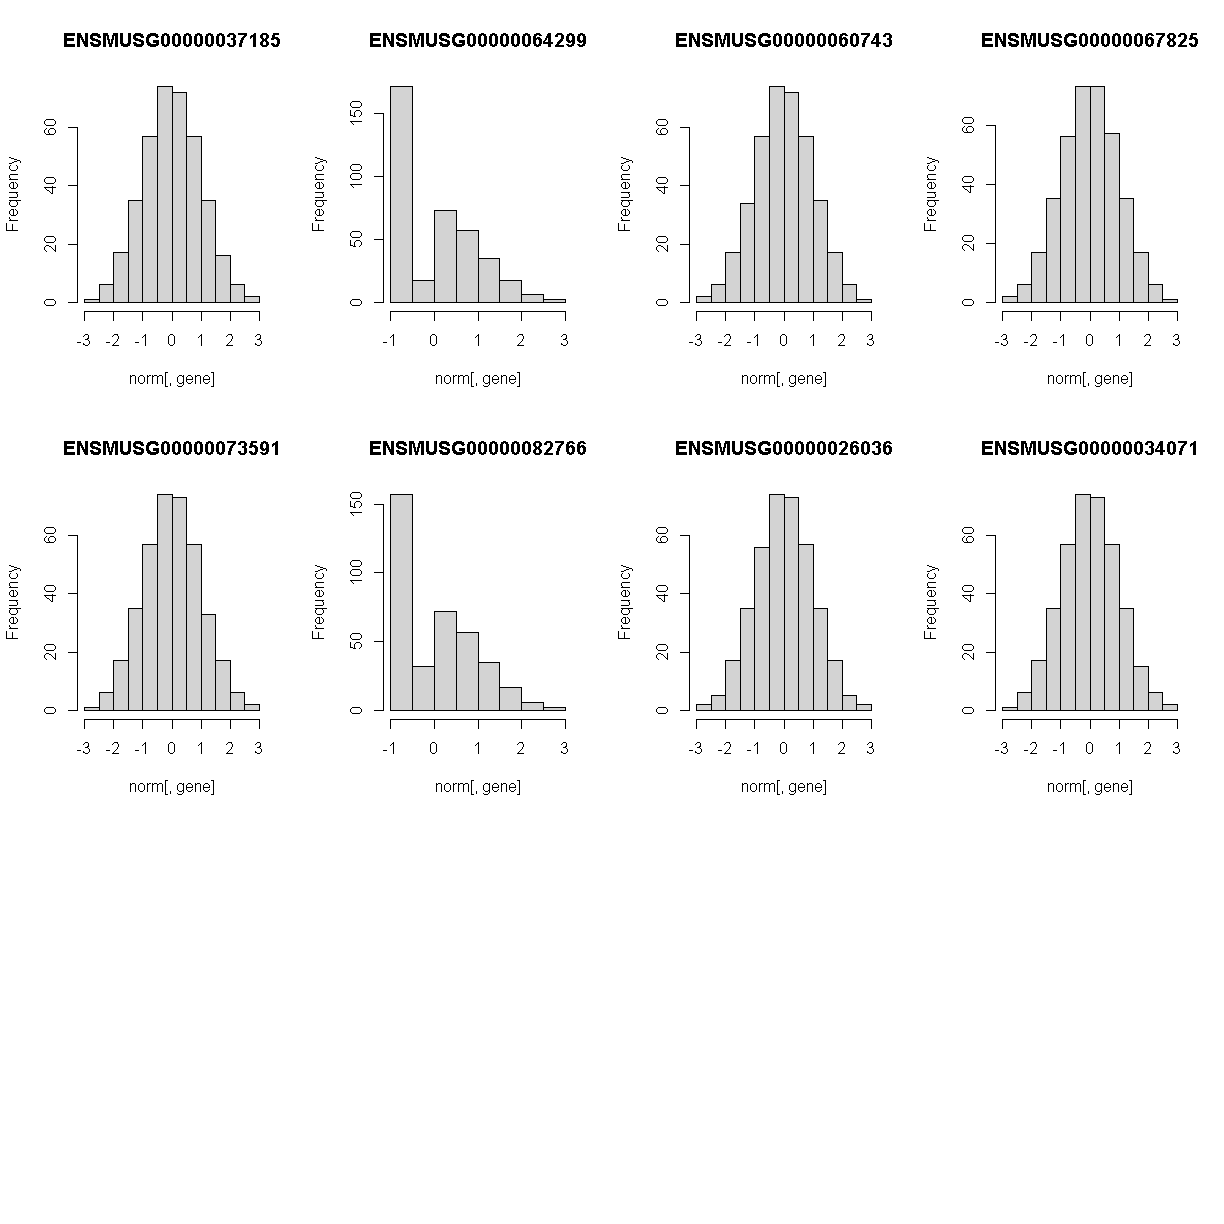 ENSMUSG00000037185
Frequency
0 20 40 60
-3 -2 -1 0 1 2 3
norm[, gene]
ENSMUSG00000064299
Frequency
0 50 100 150
-1 0 1 2 3
norm[, gene]
ENSMUSG00000060743
Frequency
0 20 40 60
-3 -2 -1 0 1 2 3
norm[, gene]
ENSMUSG00000067825
Frequency
0 20 40 60
-3 -2 -1 0 1 2 3
norm[, gene]
ENSMUSG00000073591
Frequency
0 20 40 60
-3 -2 -1 0 1 2 3
norm[, gene]
ENSMUSG00000082766
Frequency
0 50 100 150
-1 0 1 2 3
norm[, gene]
ENSMUSG00000026036
Frequency
0 20 40 60
-3 -2 -1 0 1 2 3
norm[, gene]
ENSMUSG00000034071
Frequency
0 20 40 60
-3 -2 -1 0 1 2 3
norm[, gene]